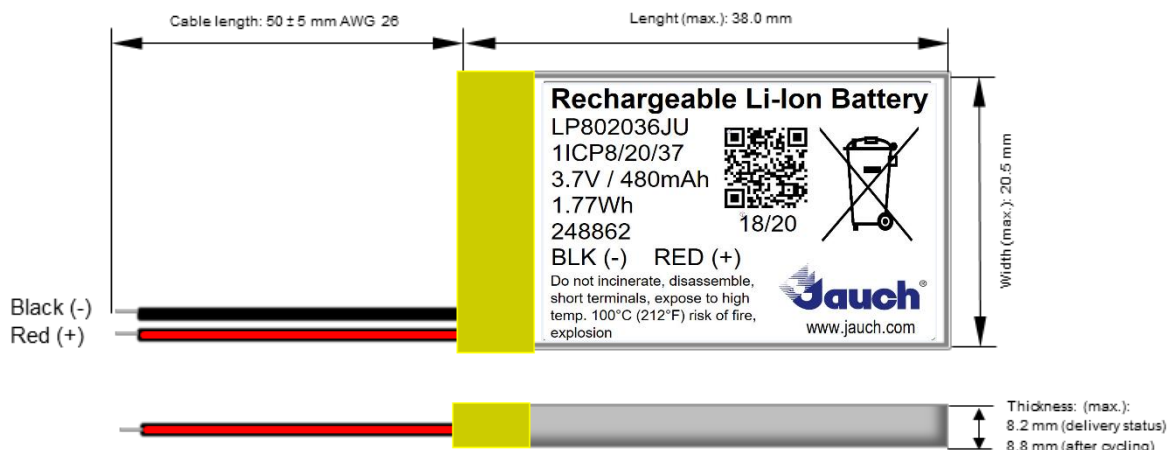 Cable length: 50 ± 5 mm AWG 26
Lenght (max.): 38.0 mm
Rechargeable Li-Ion Battery
LP802036JU
1ICP8/20/37
3.7V / 480mAh
1.77Wh
248862
18/20
BLK (-) RED (+)
Do not incinerate, disassemble,
short terminals, expose to high
temp. 100°C (212°F) risk of fire,
explosion
Jauch®
www.jauch.com
Width (max.): 20.5 mm
Black (-)
Red (+)
Thickness: (max.):
8.2 mm (delivery status)
8.8 mm (after cycling)